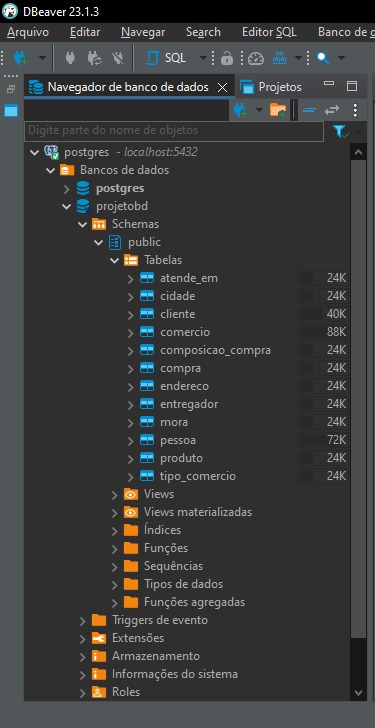 DBeaver 23.1.3
Arquivo Editar Navegar Search Editor SQL Banco de
SQL
Navegador de banco de dados Projetos
Digite parte do nome de objetos
postgres - localhost:5432
Bancos de dados
postgres
projetobd
Schemas
public
Tabelas
atende_em 24K
cidade 24K
cliente 40K
comercio 88K
composicao_compra 24K
compra 24K
endereco 24K
entregador 24K
mora 24K
pessoa 72K
produto 24K
tipo_comercio 24K
Views
Views materializadas
Índices
Funções
Sequências
Tipos de dados
Funções agregadas
Triggers de evento
Extensões
Armazenamento
Informações do sistema
Roles